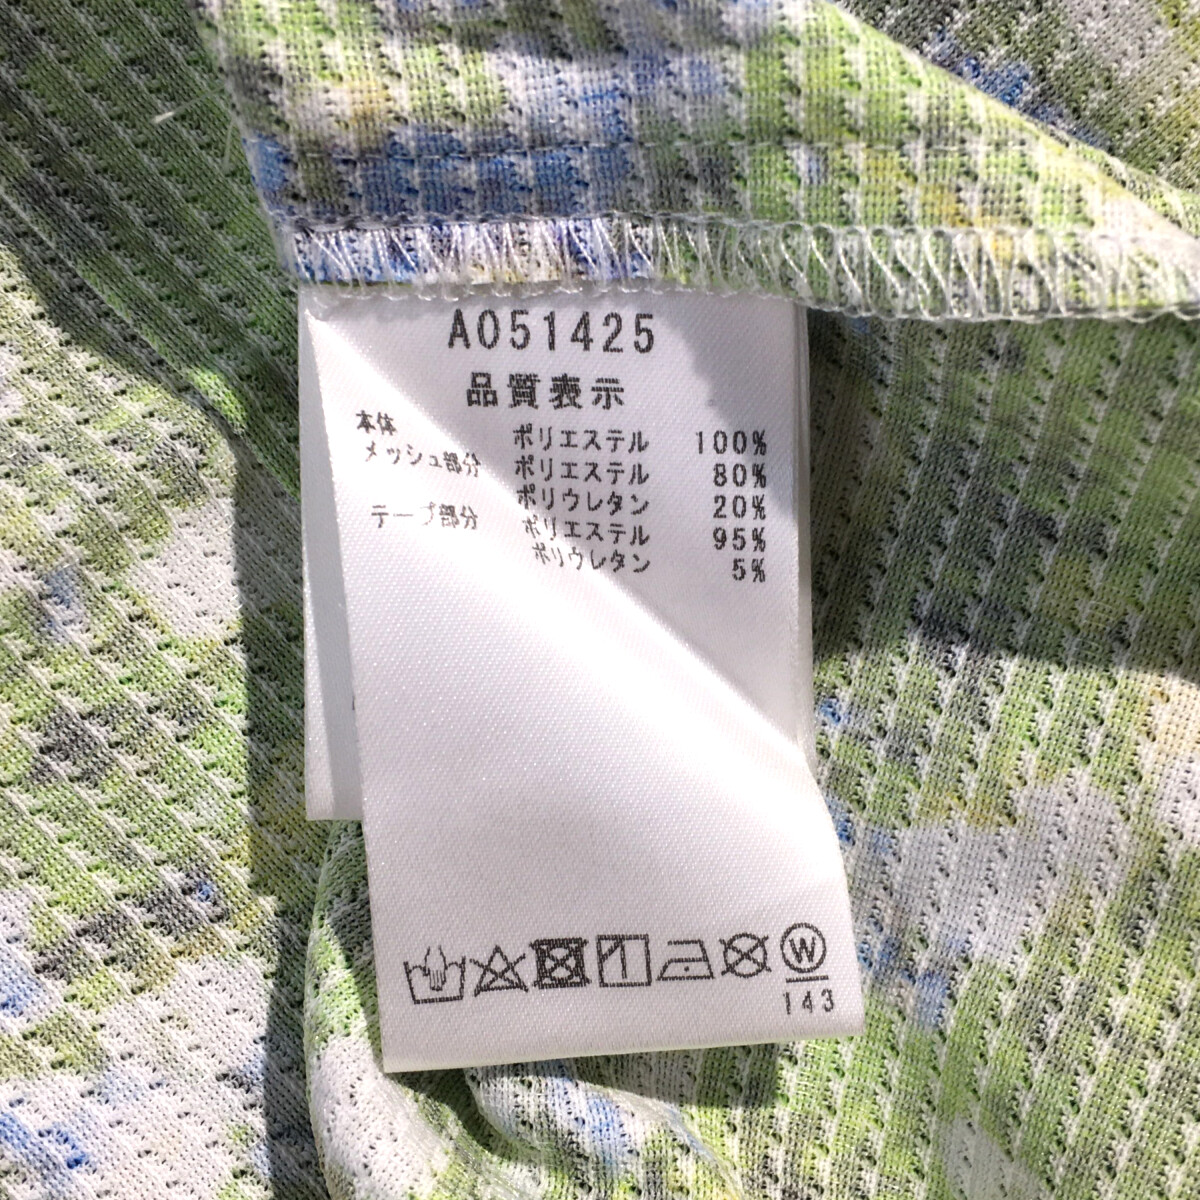 A051425
品質表示
本体 ポリエステル 100%
メッシュ部分 ポリエステル 80%
ポリウレタン 20%
テープ部分 ポリエステル 95%
ポリウレタン 5%
W
143